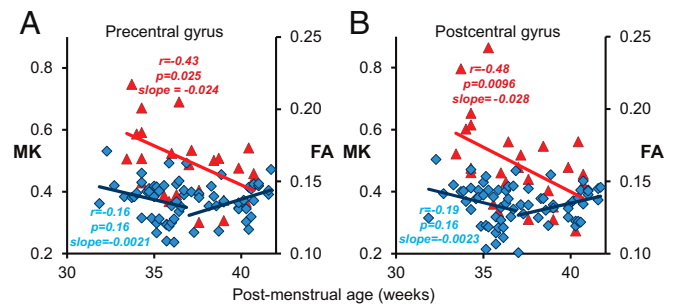 A
Precentral gyrus
B
Postcentral gyrus
0.8
0.6
0.4
0.2
MK
r=-0.43
p=0.025
slope = -0.024
r=-0.16
p=0.16
slope=-0.0021
0.25
0.20
0.15
0.10
FA
30 35 40
0.8
0.6
0.4
0.2
MK
r=-0.48
p=0.0096
slope=-0.028
r=-0.19
p=0.16
slope=-0.0023
0.25
0.20
0.15
0.10
FA
30 35 40
Post-menstrual age (weeks)